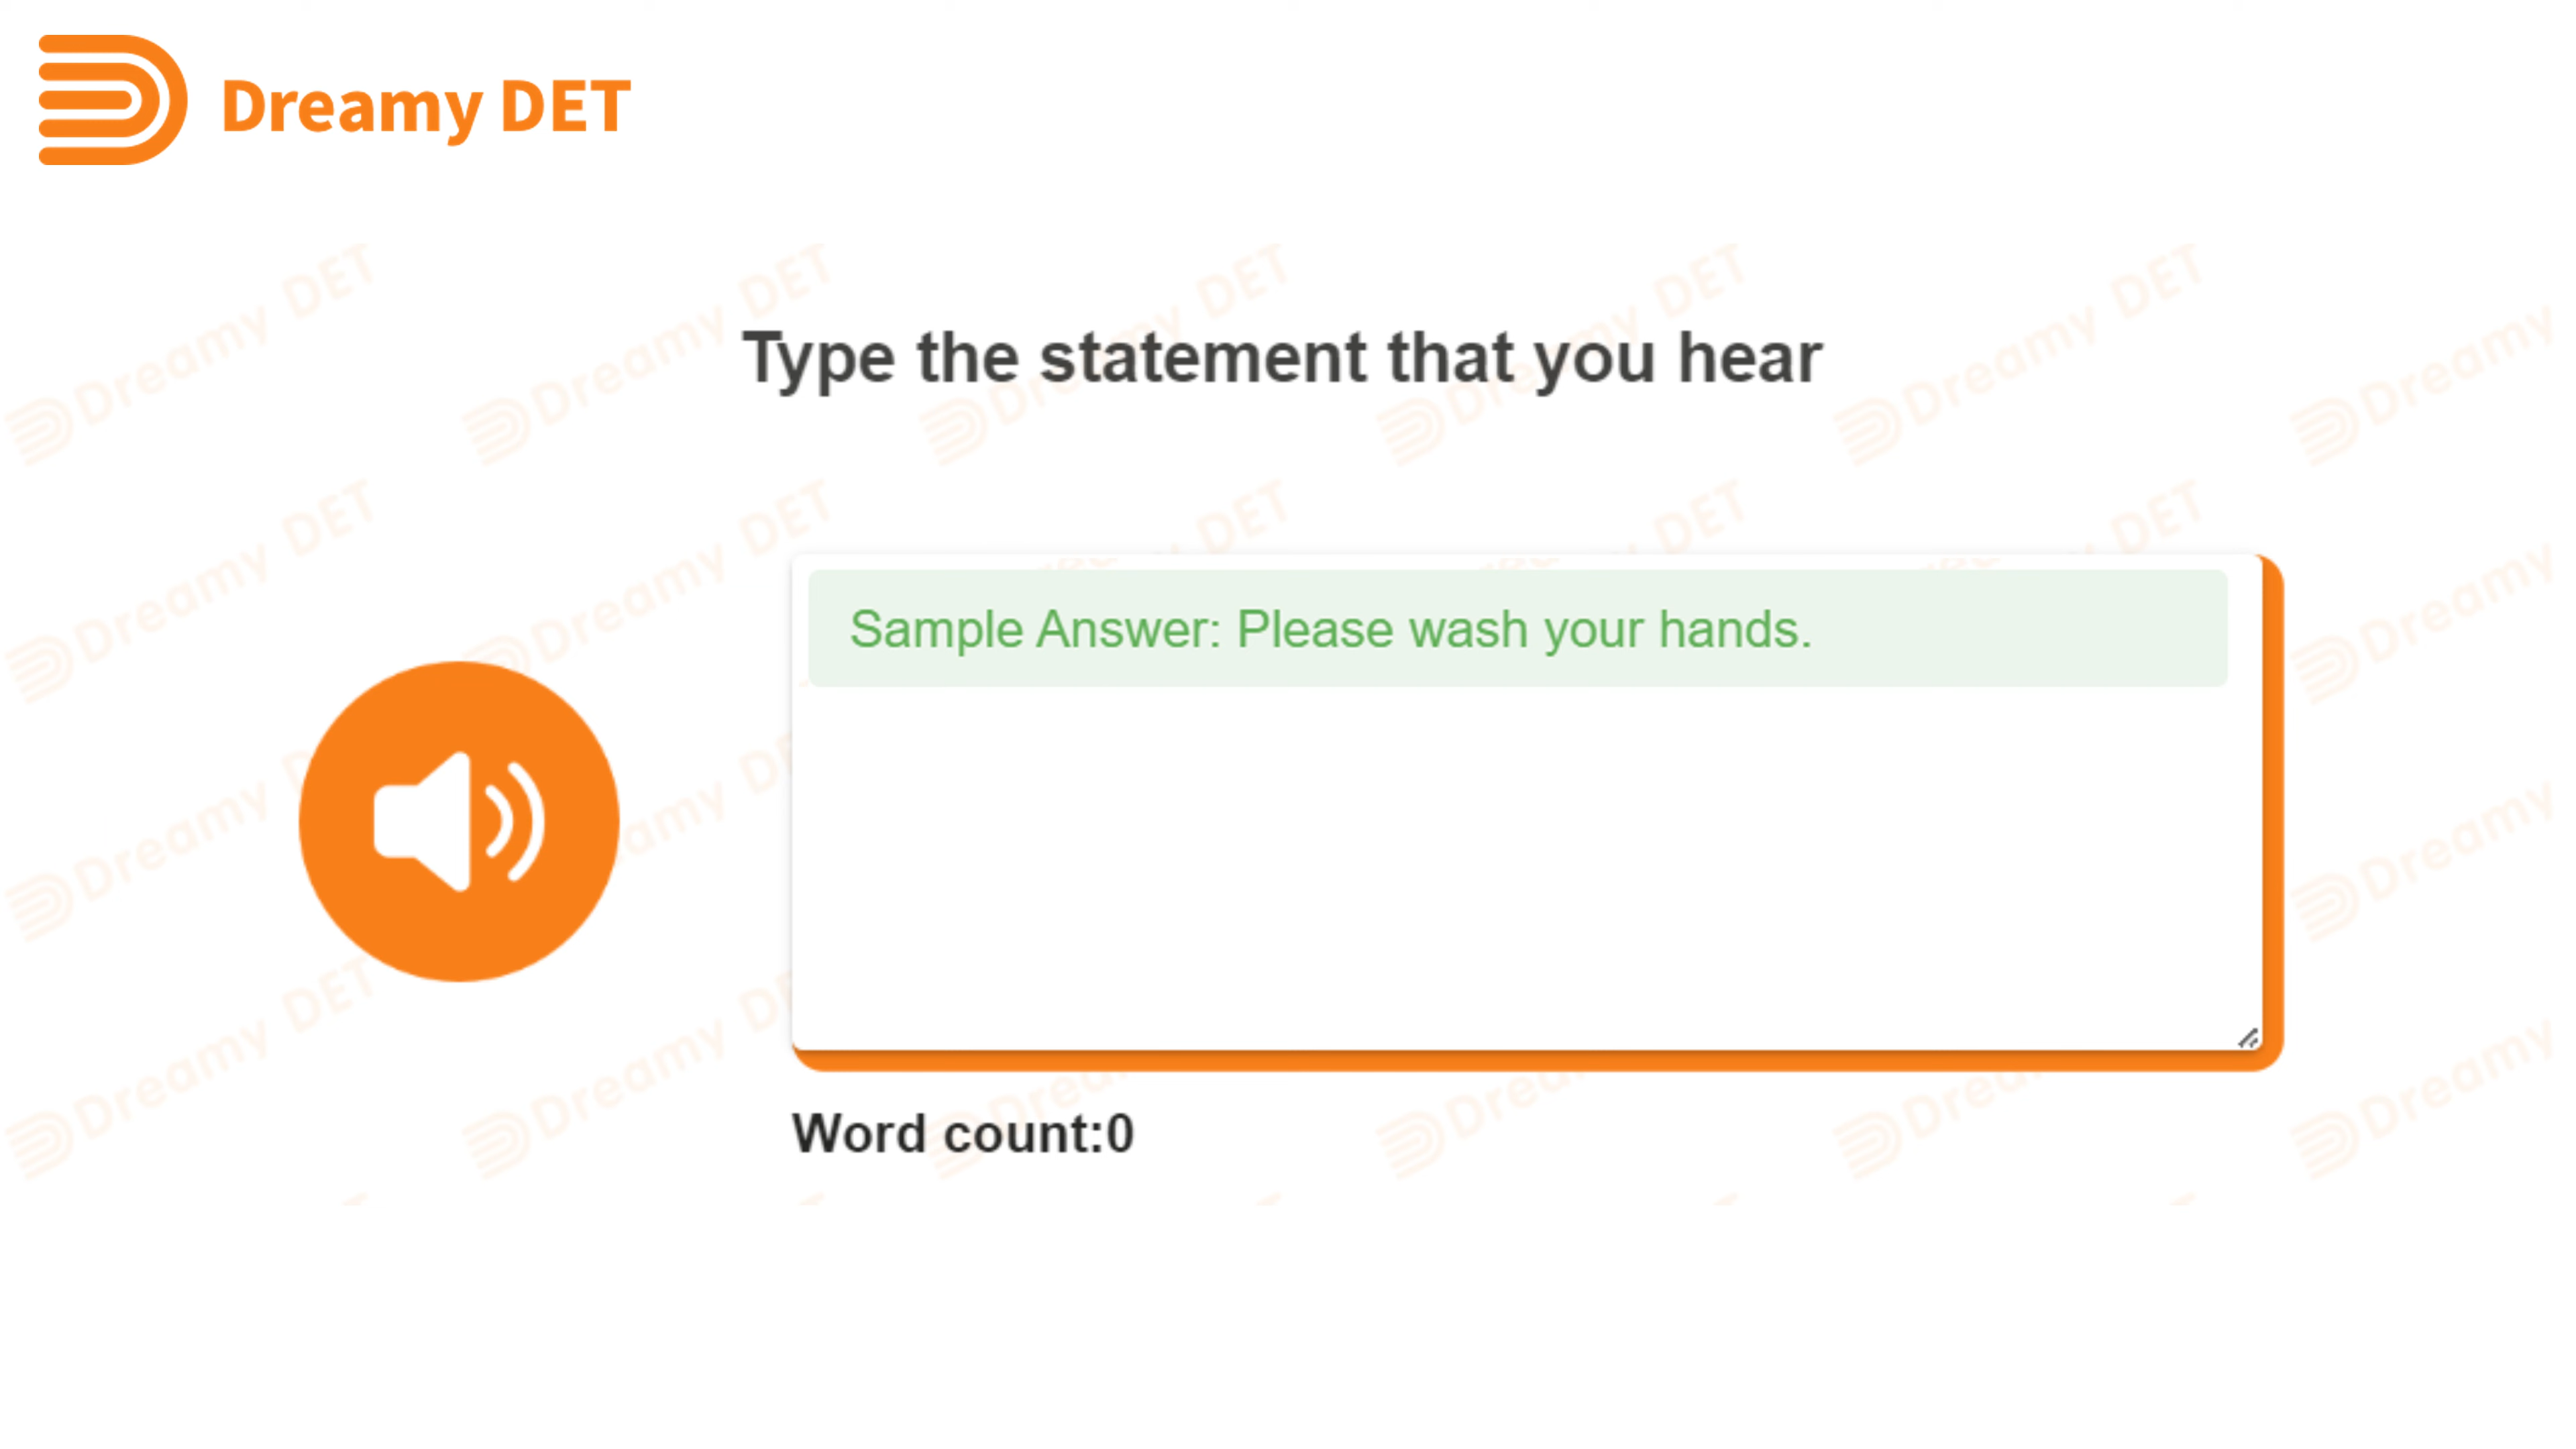 Dreamy DET
Type the statement that you hear
Sample Answer: Please wash your hands.
Word count:0